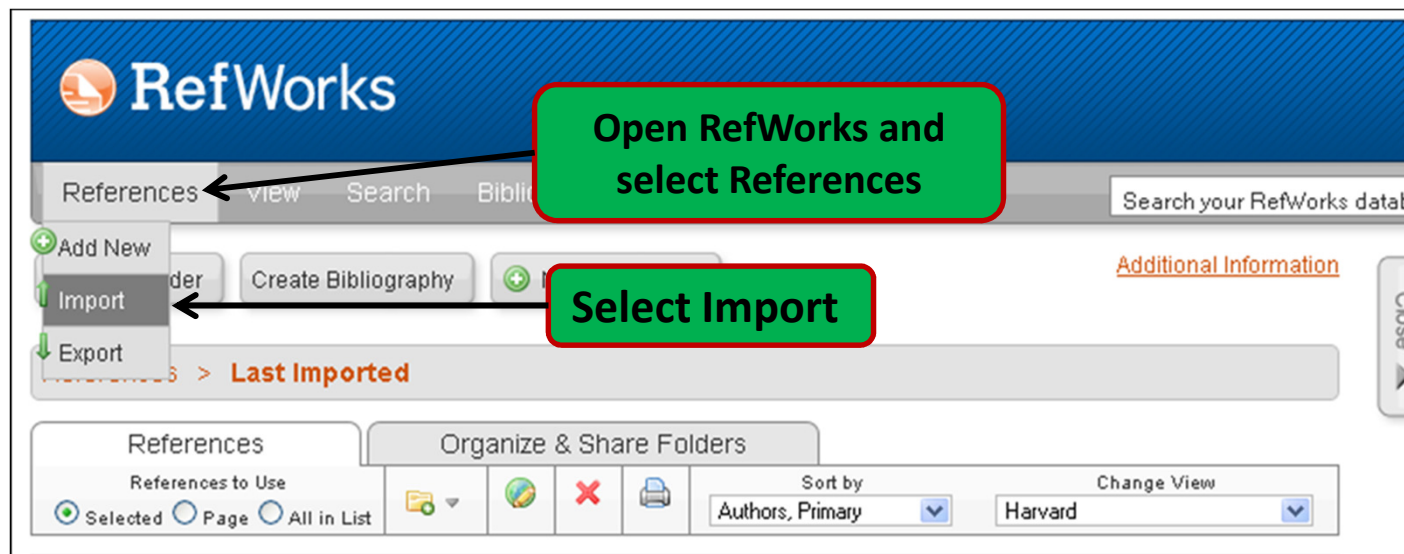 RefWorks
Open RefWorks and
select References
References View Search
Search your RefWorks
Add New
Create Bibliography
Additional Information
Import
Select Import
Close
Export
> Last Imported
References
Organize & Share Folders
References to Use
Sort by
Change View
Selected Page All in List
Authors, Primary
Harvard